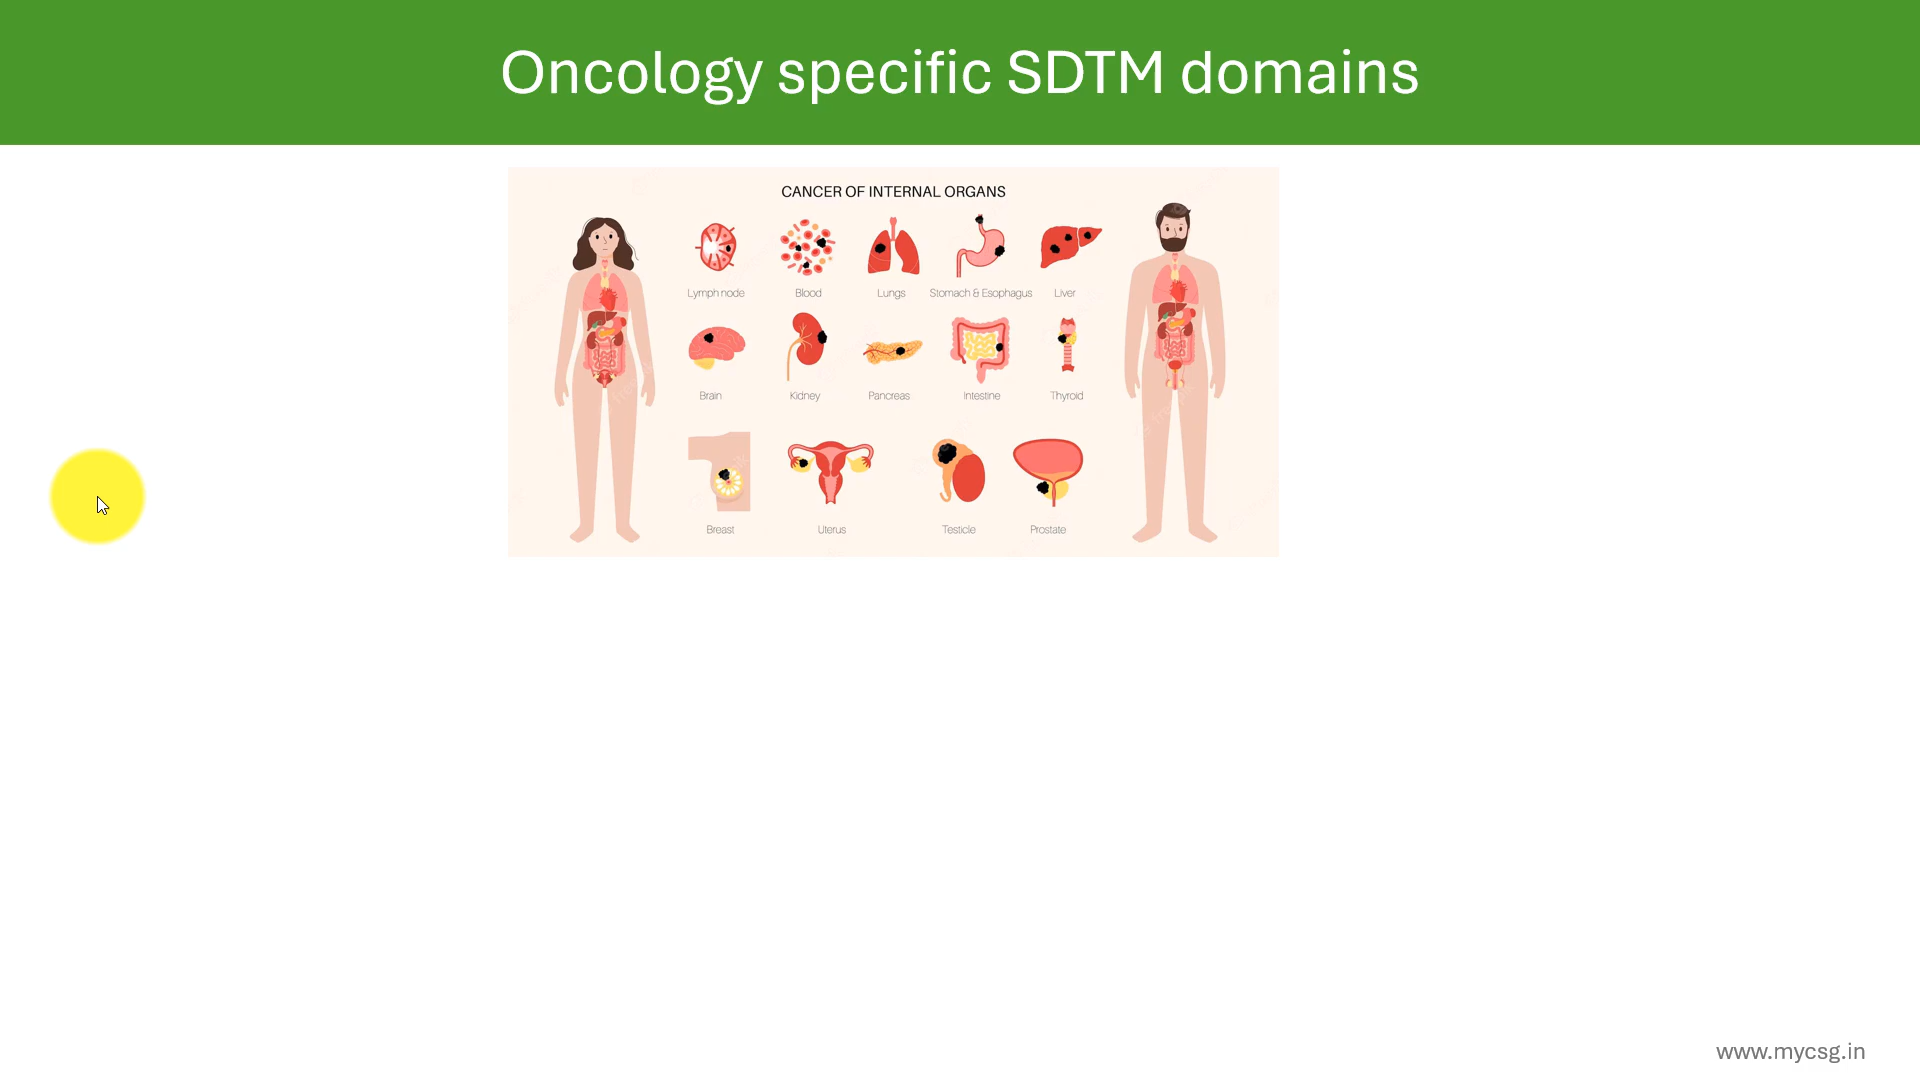 Oncology specific SDTM domains
CANCER OF INTERNAL ORGANS
Lymph node Blood Lungs Stomach & Esophagus Liver
Brain Kidney Pancreas Intestine Thyroid
Breast Uterus Testicle Prostate
www.mycsg.in